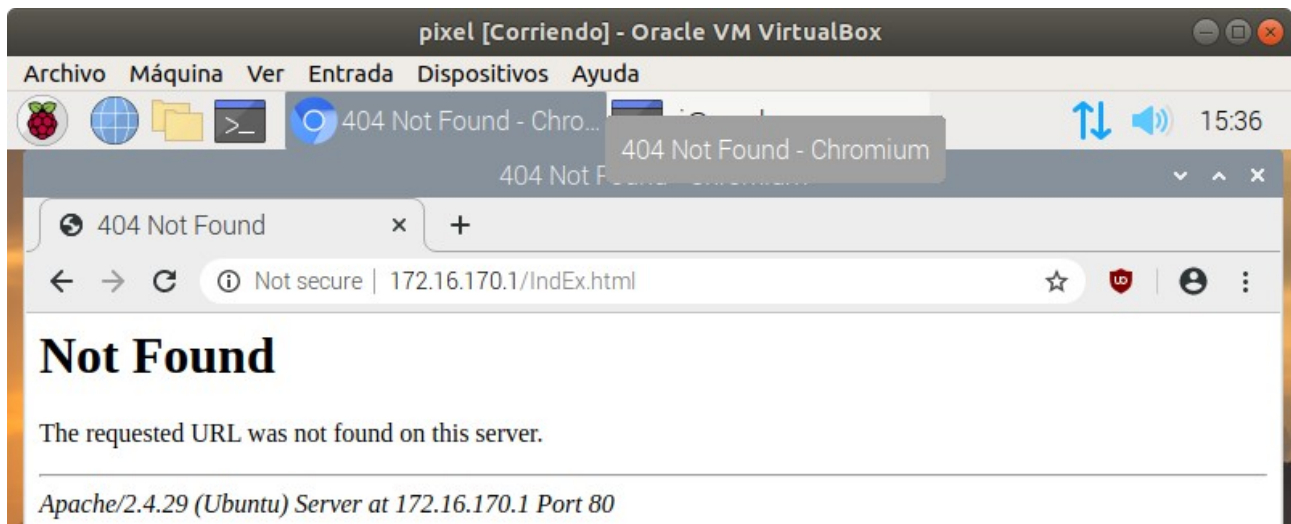 pixel [Corriendo] - Oracle VM VirtualBox
Archivo Máquina Ver Entrada Dispositivos Ayuda
>_ 404 Not Found - Chro... 15:36
404 Not Found - Chromium
404 Not
404 Not Found × +
Not secure | 172.16.170.1/IndEx.html
Not Found
The requested URL was not found on this server.
Apache/2.4.29 (Ubuntu) Server at 172.16.170.1 Port 80